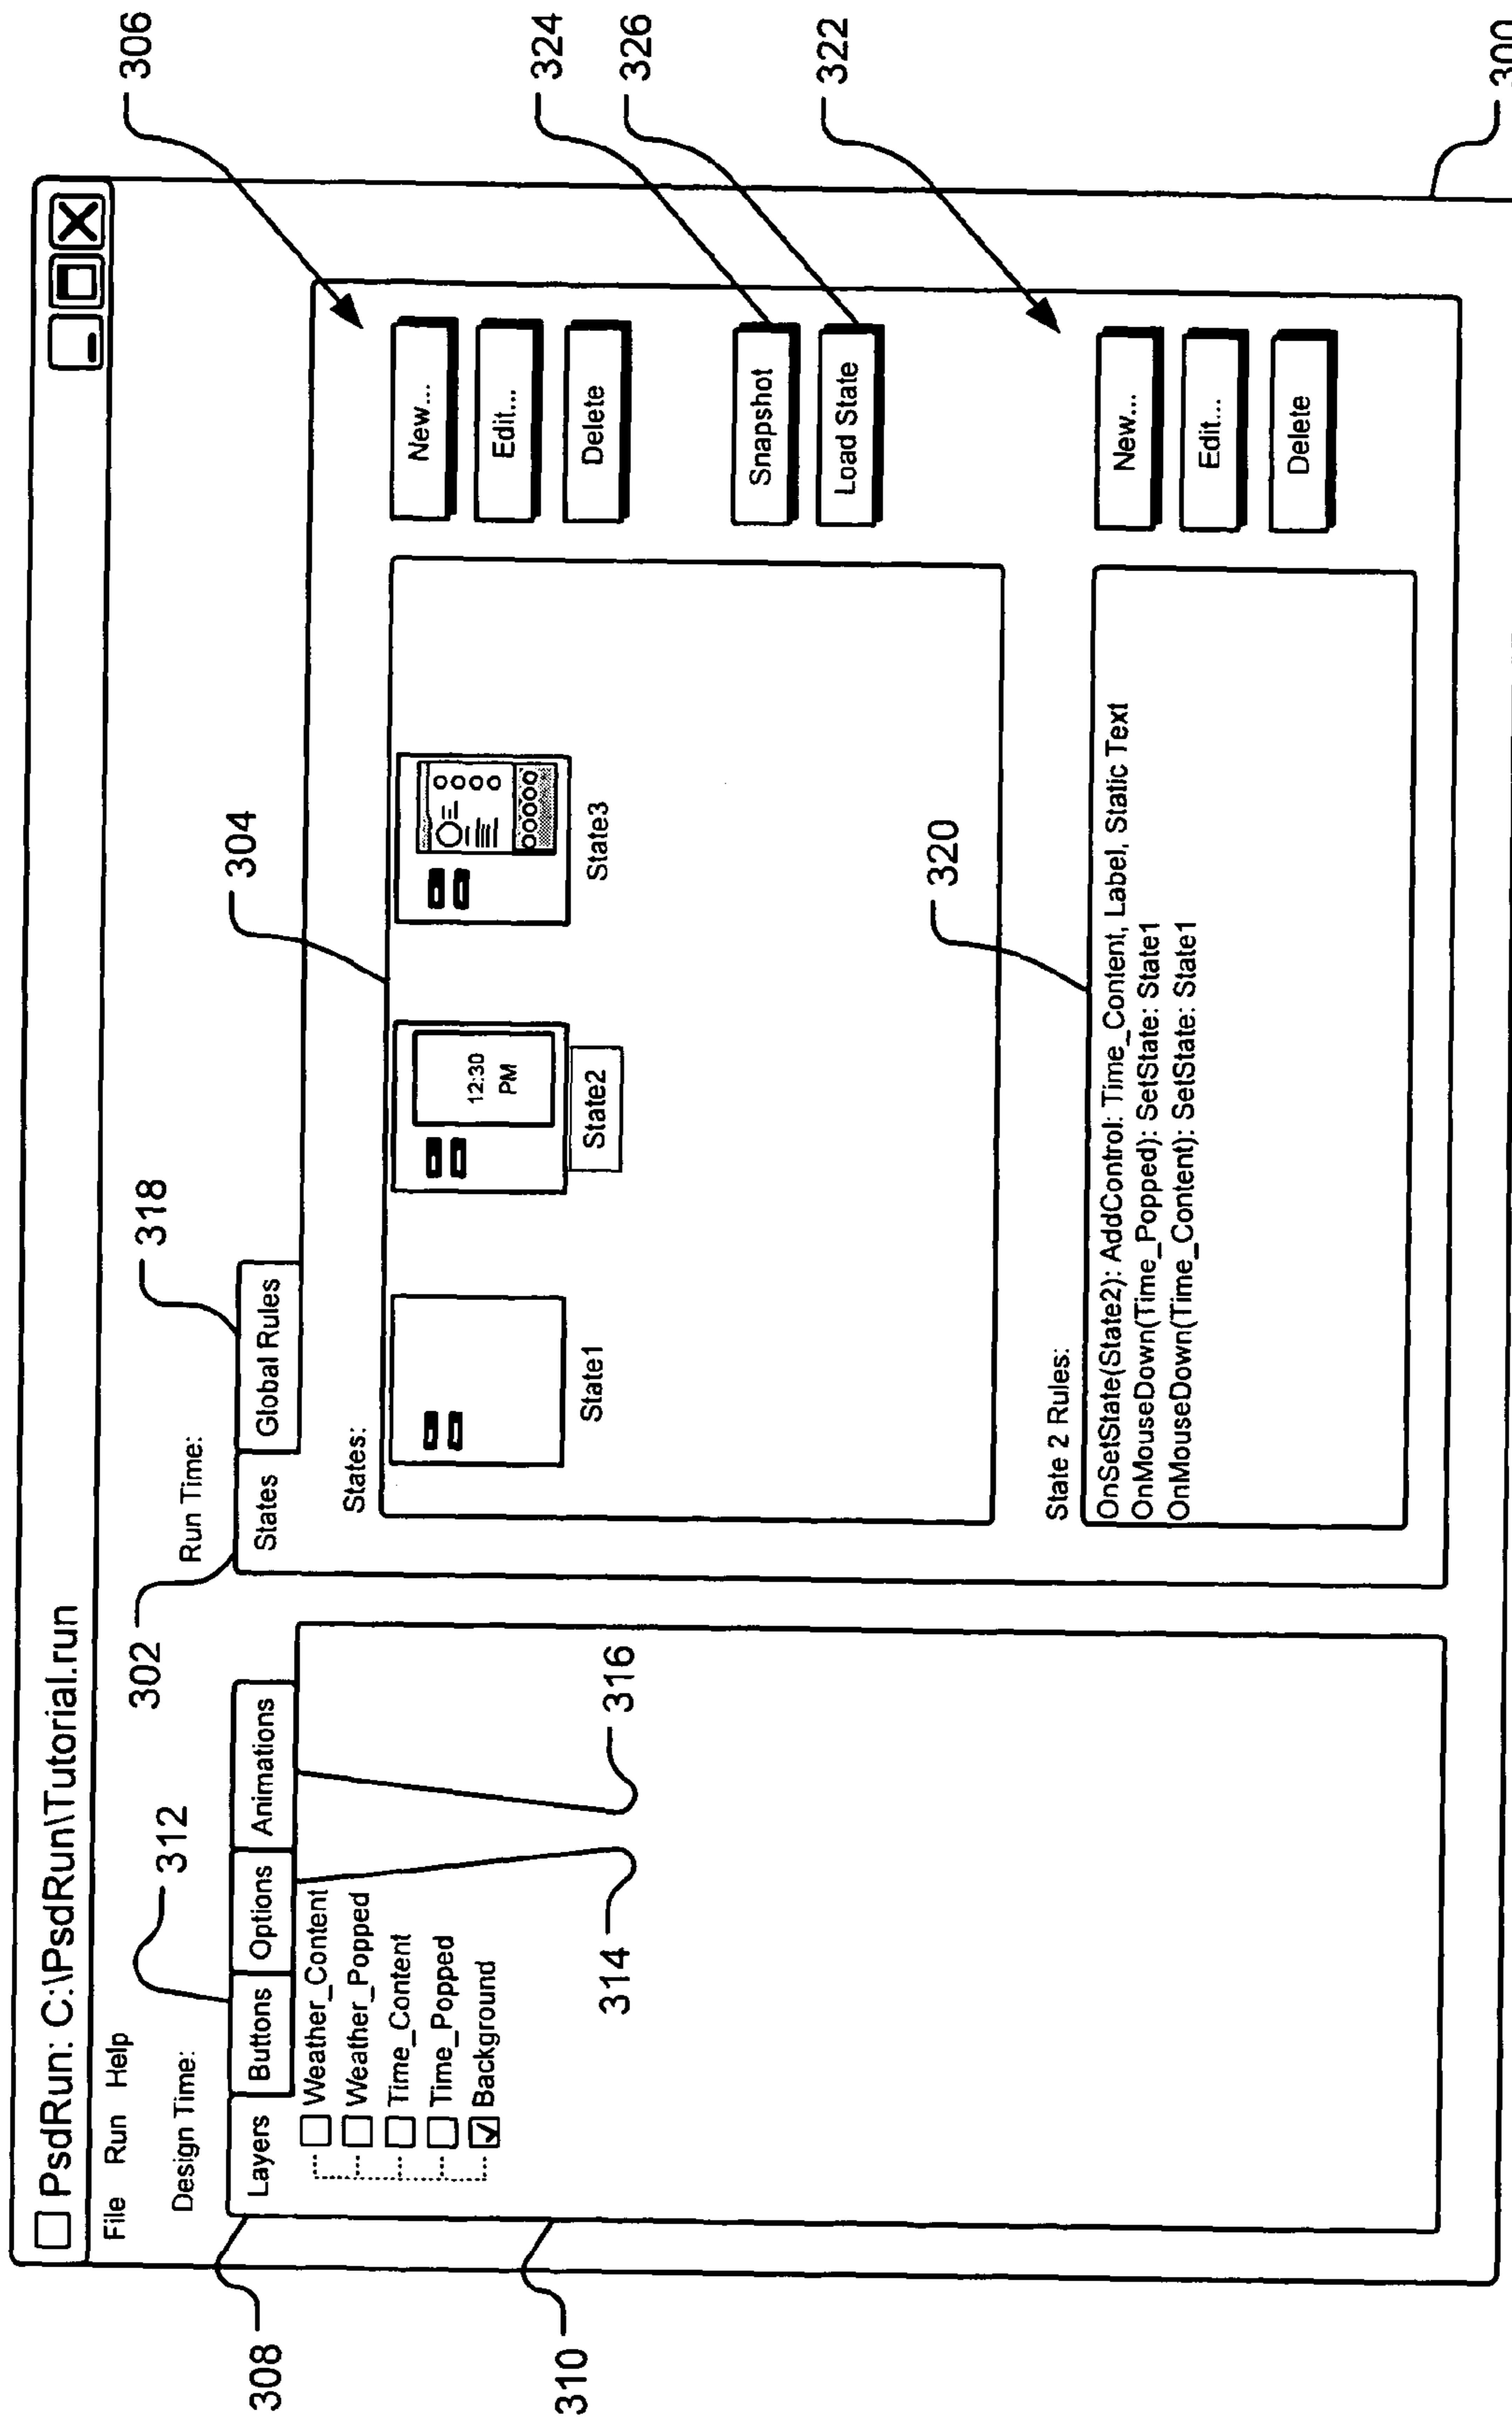 PsdRun: C:\PsdRun\Tutorial.run
File Run Help
Design Time:
Layers Buttons Options Animations
Weather_Content
Weather_Popped
Time_Content
Time_Popped
Background
Run Time:
States Global Rules
States:
State1
12:30
PM
State2
State3
New...
Edit...
Delete
Snapshot
Load State
State 2 Rules:
OnSetState(State2): AddControl: Time_Content, Label, Static Text
OnMouseDown(Time_Popped): SetState: State1
OnMouseDown(Time_Content): SetState: State1
New...
Edit...
Delete
308
310
312
314
316
302
318
304
320
306
324
326
322
300